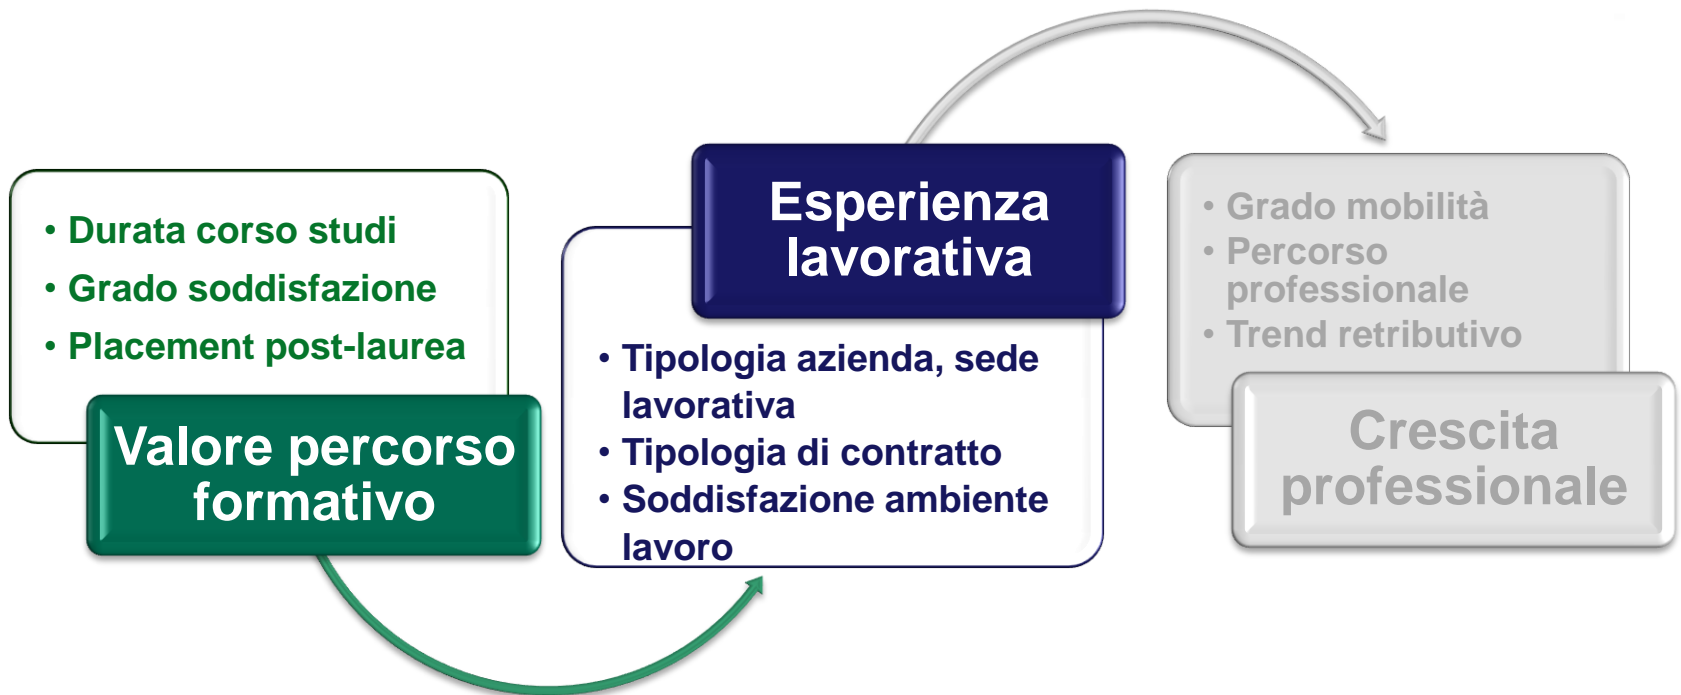 • Durata corso studi
• Grado soddisfazione
• Placement post-laurea
Valore percorso
formativo
Esperienza
lavorativa
• Tipologia azienda, sede
lavorativa
• Tipologia di contratto
• Soddisfazione ambiente
lavoro
• Grado mobilità
• Percorso
professionale
• Trend retributivo
Crescita
professionale